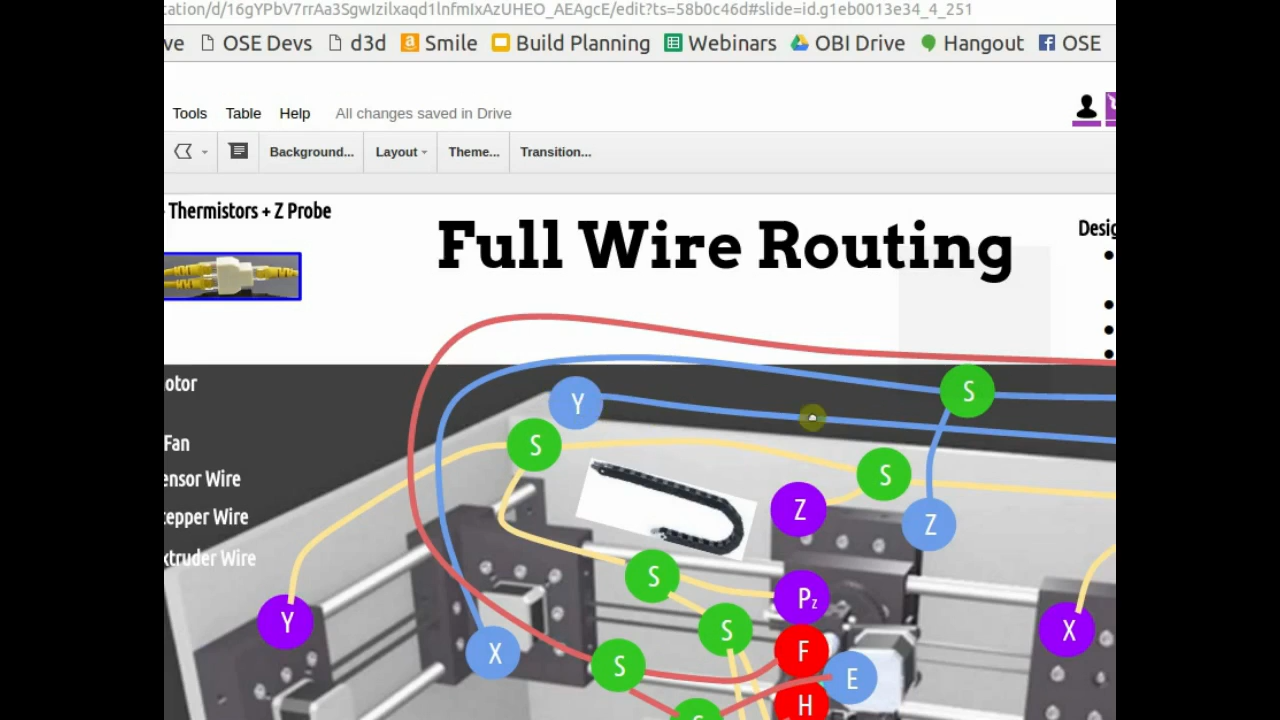 cation/d/16gYPbV7rrAa3SgwIzilxaqd1lnfmIxAzUHEO_AEAgcE/edit?ts=58b0c46d#slide=id.g1eb0013e34_4_251
ve OSE Devs d3d Smile Build Planning Webinars OBI Drive Hangout OSE
Tools Table Help All changes saved in Drive
Background... Layout Theme... Transition...
Thermistors + Z Probe
Full Wire Routing
Desig
otor
Fan
ensor Wire
tepper Wire
xtruder Wire
S
Y
S
S
Z
Z
S
Pz
Y
S
X
F
X
S
E
H
S